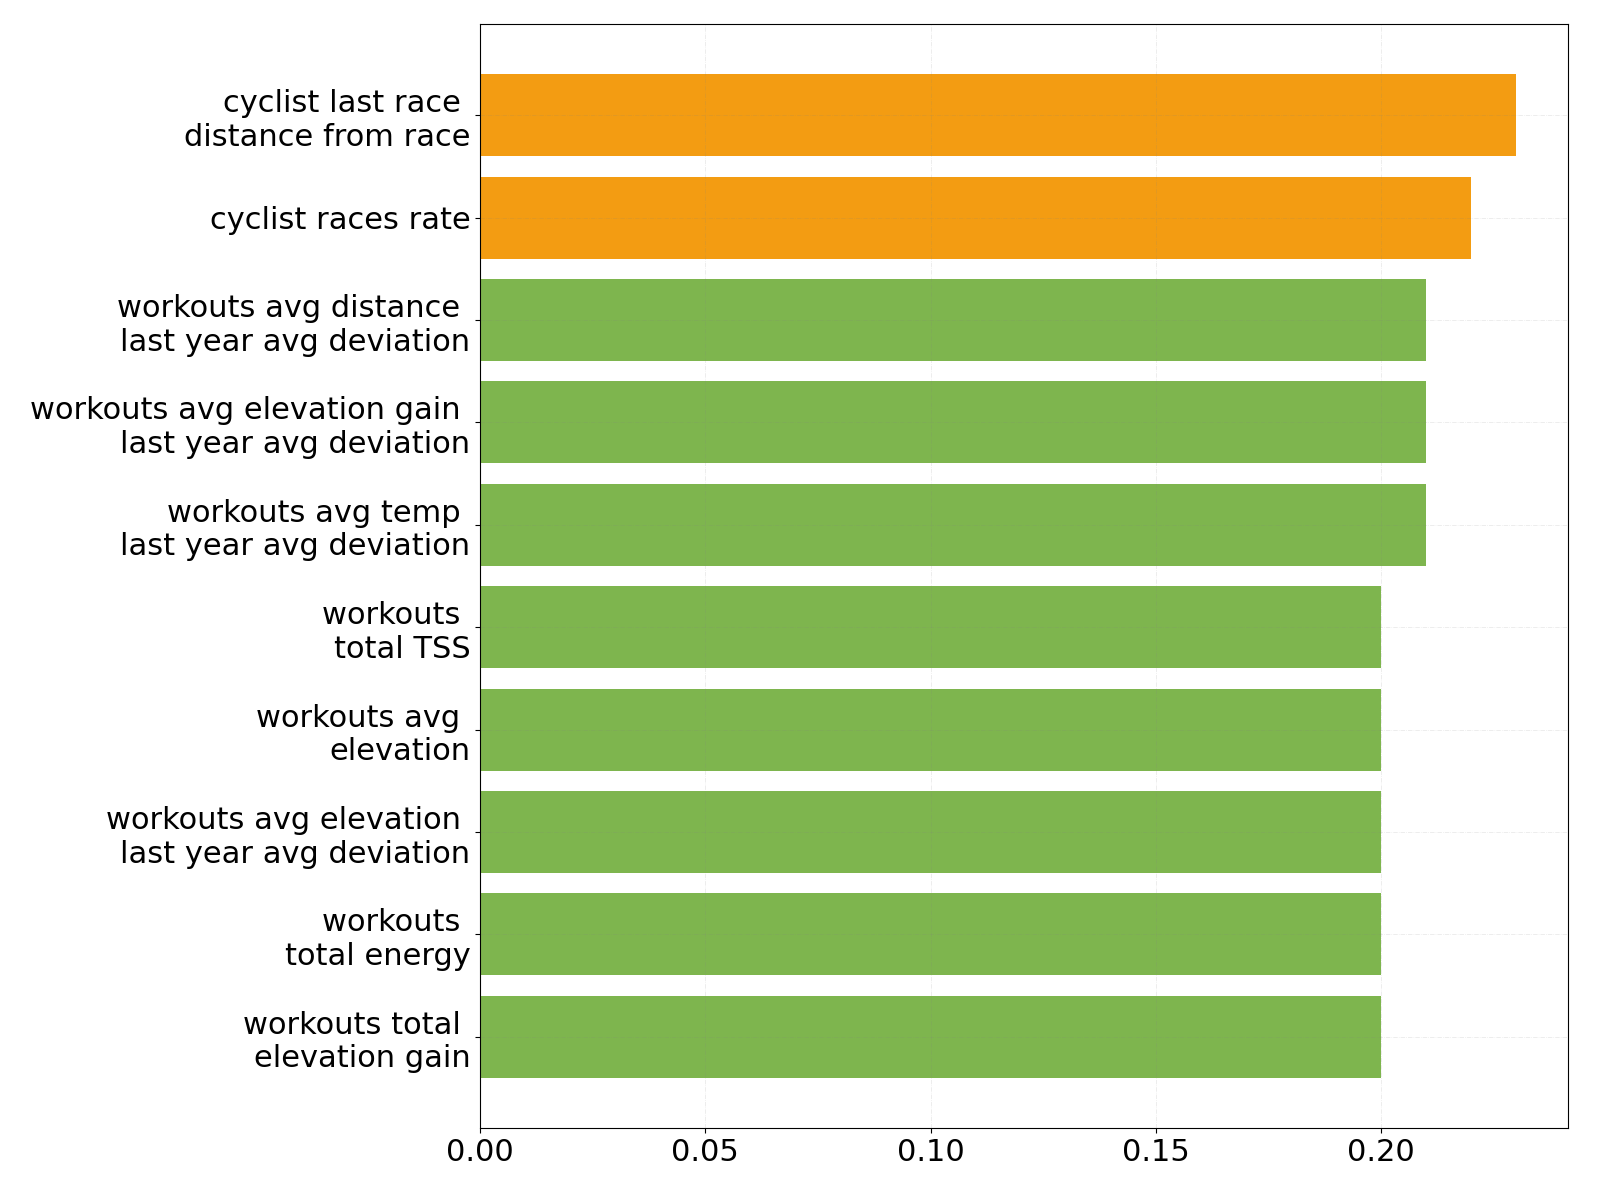 cyclist last race
distance from race
cyclist races rate
workouts avg distance
last year avg deviation
workouts avg elevation gain
last year avg deviation
workouts avg temp
last year avg deviation
workouts
total TSS
workouts avg
elevation
workouts avg elevation
last year avg deviation
workouts
total energy
workouts total
elevation gain
0.00 0.05 0.10 0.15 0.20